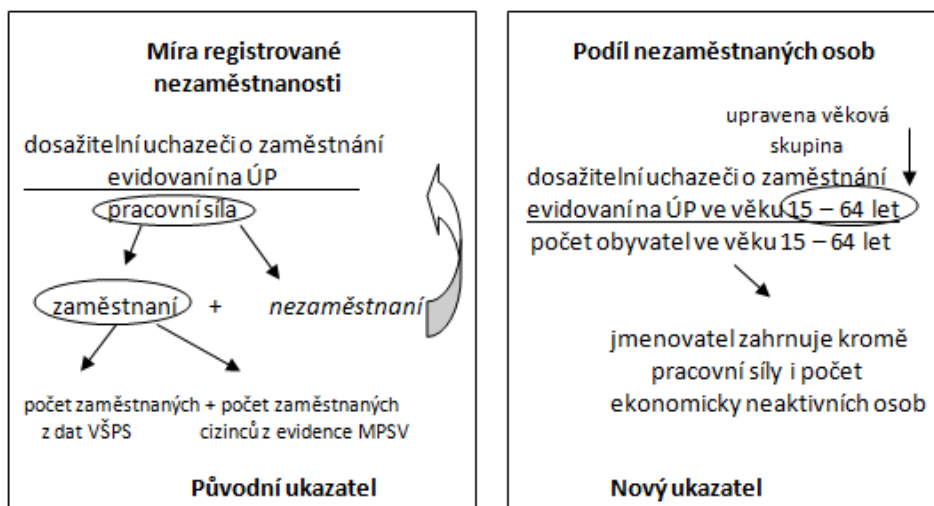 Míra registrované
nezaměstnanosti
dosažitelní uchazeči o zaměstnání
evidovaní na ÚP
pracovní síla
zaměstnaní + nezaměstnaní
počet zaměstnaných + počet zaměstnaných
z dat VŠPS cizinců z evidence MPSV
Původní ukazatel
Podíl nezaměstnaných osob
upravena věková
skupina
dosažitelní uchazeči o zaměstnání
evidovaní na ÚP ve věku 15 – 64 let
počet obyvatel ve věku 15 – 64 let
jmenovatel zahrnuje kromě
pracovní síly i počet
ekonomicky neaktivních osob
Nový ukazatel